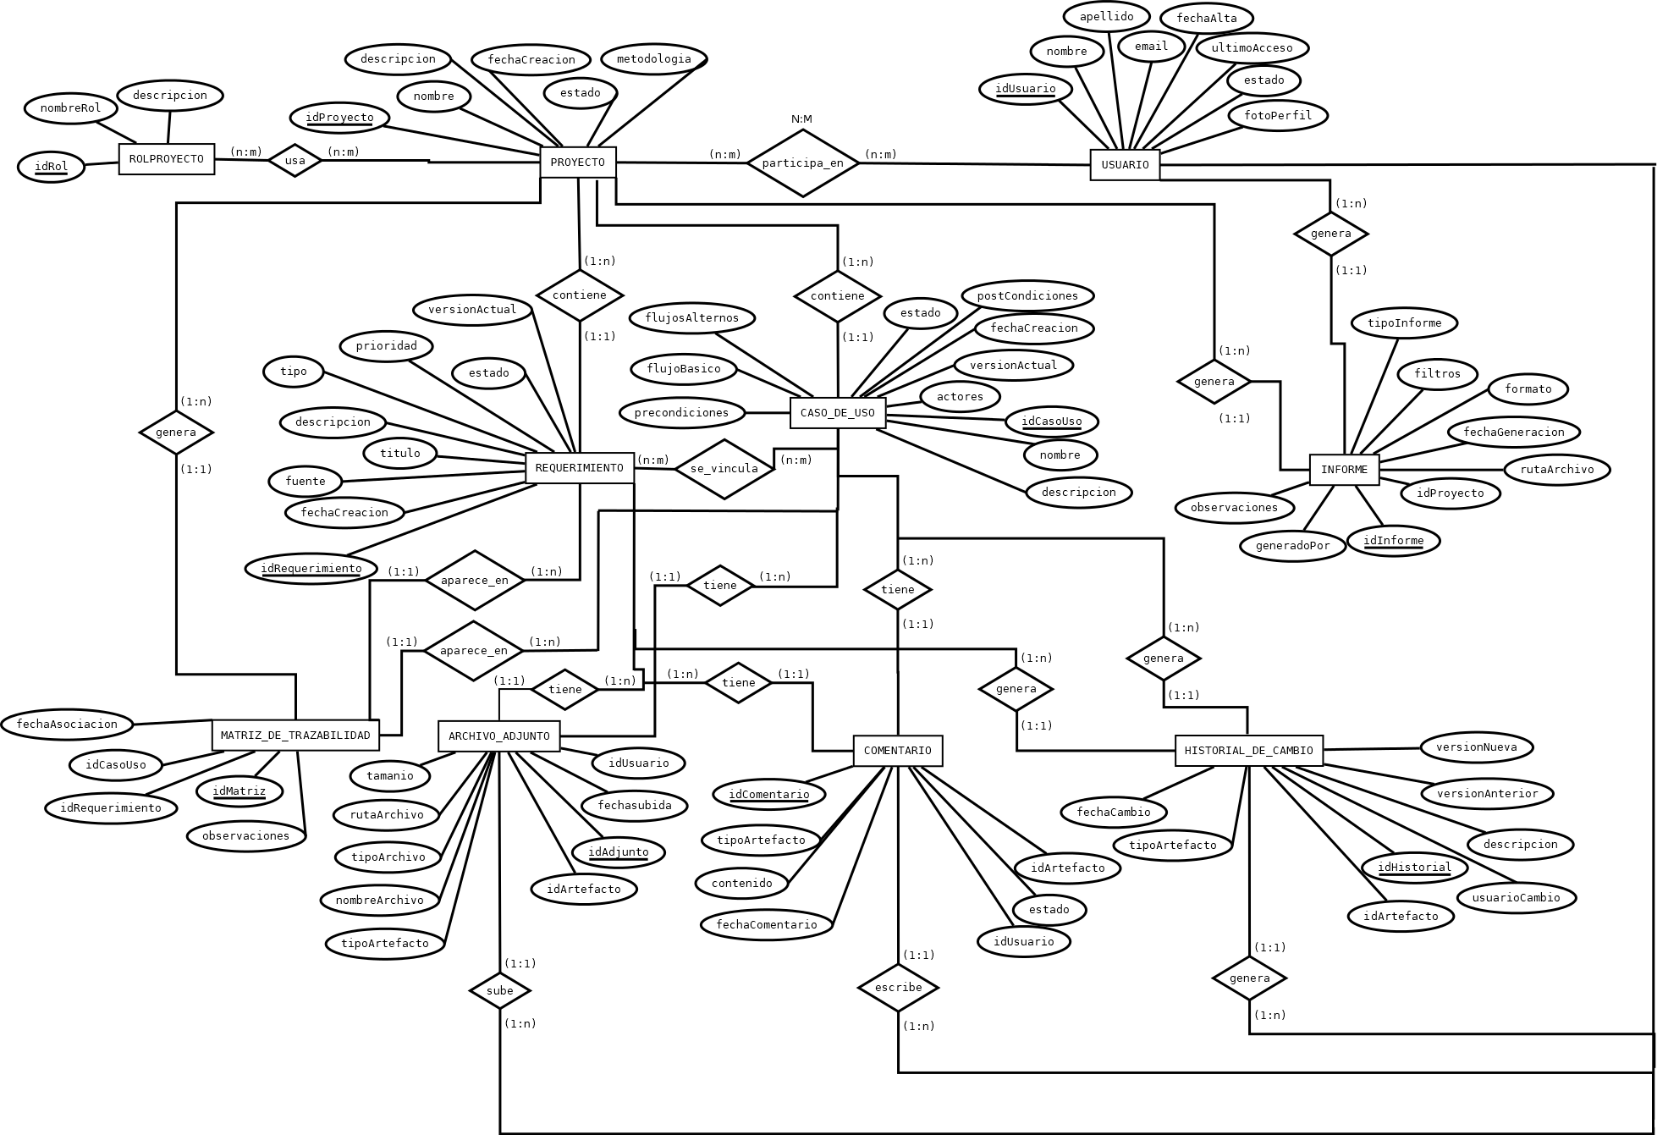 apellido
fechaAlta
nombre
email
ultimoAcceso
idUsuario
estado
fotoPerfil
descripcion
fechaCreacion
metodologia
nombre
estado
idProyecto
nombreRol
descripcion
idRol
ROLPROYECTO
(n:m)
usa
(n:m)
PROYECTO
N:M
(n:m)
participa_en
(n:m)
USUARIO
(1:n)
genera
(1:1)
(1:n)
contiene
(1:1)
(1:n)
contiene
(1:1)
versionActual
prioridad
estado
tipo
descripcion
titulo
fuente
fechaCreacion
idRequerimiento
REQUERIMIENTO
flujosAlternos
flujoBasico
precondiciones
estado
postCondiciones
fechaCreacion
versionActual
actores
idCasoUso
nombre
descripcion
CASO_DE_USO
(n:m)
se_vincula
(n:m)
(1:n)
genera
(1:1)
tipoInforme
filtros
formato
fechaGeneracion
rutaArchivo
idProyecto
idInforme
generadoPor
observaciones
INFORME
(1:n)
genera
(1:1)
(1:1)
aparece_en
(1:n)
(1:1)
aparece_en
(1:n)
(1:1)
tiene
(1:n)
(1:n)
tiene
(1:1)
(1:1)
tiene
(1:n)
(1:n)
tiene
(1:1)
(1:n)
genera
(1:1)
(1:n)
genera
(1:1)
fechaAsociacion
MATRIZ_DE_TRAZABILIDAD
idCasoUso
idRequerimiento
idMatriz
observaciones
ARCHIVO_ADJUNTO
tamanio
rutaArchivo
tipoArchivo
nombreArchivo
tipoArtefacto
idUsuario
fechasubida
idAdjunto
idArtefacto
COMENTARIO
idComentario
tipoArtefacto
contenido
fechaComentario
idArtefacto
estado
idUsuario
HISTORIAL_DE_CAMBIO
versionNueva
versionAnterior
fechaCambio
tipoArtefacto
descripcion
idHistorial
usuarioCambio
idArtefacto
(1:1)
sube
(1:n)
(1:1)
escribe
(1:n)
(1:1)
genera
(1:n)